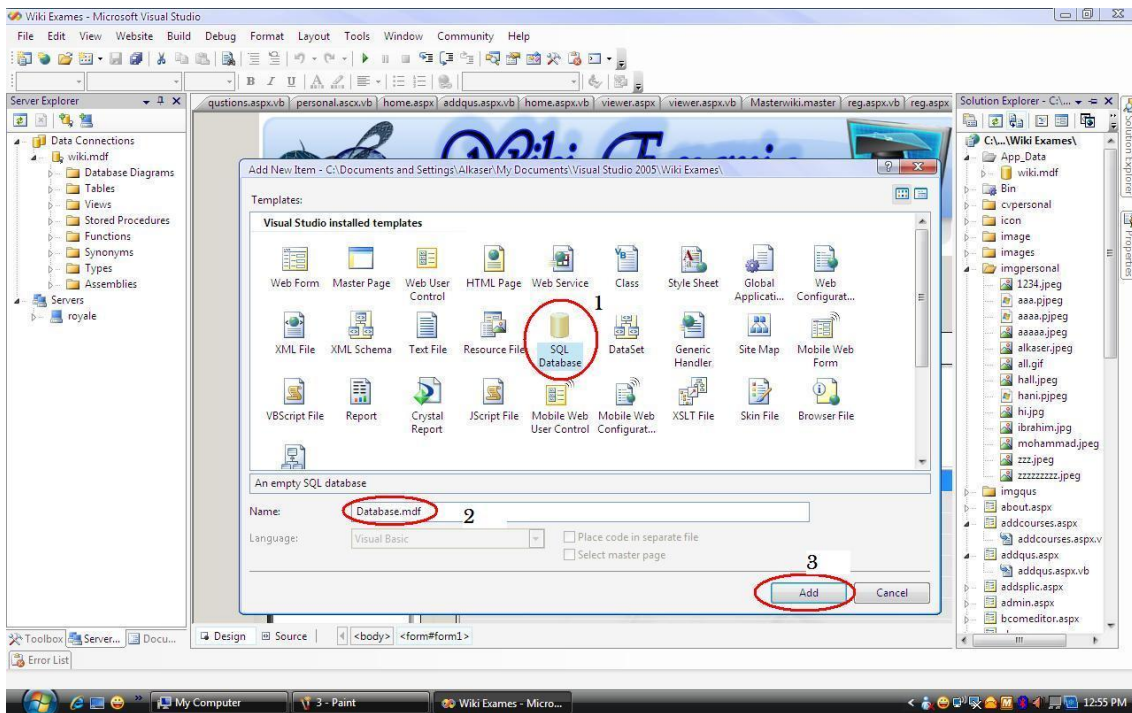 Wiki Exames - Microsoft Visual Studio
File Edit View Website Build Debug Format Layout Tools Window Community Help
Server Explorer
Data Connections
wiki.mdf
Database Diagrams
Tables
Views
Stored Procedures
Functions
Synonyms
Types
Assemblies
Servers
royale
qustions.aspx.vb personal.ascx.vb home.aspx addqus.aspx.vb home.aspx.vb viewer.aspx viewer.aspx.vb Masterwiki.master reg.aspx.vb reg.aspx
Add New Item - C:\Documents and Settings\Alkaser\My Documents\Visual Studio 2005\Wiki Exames\
Templates:
Visual Studio installed templates
Web Form Master Page Web User Control HTML Page Web Service Class Style Sheet Global Applicati... Web Configurat...
1
XML File XML Schema Text File Resource File SQL Database DataSet Generic Handler Site Map Mobile Web Form
VBScript File Report Crystal Report JScript File Mobile Web User Control Mobile Web Configurat... XSLT File Skin File Browser File
An empty SQL database
Name: Database.mdf 2
Language: Visual Basic Place code in separate file
Select master page
3
Add Cancel
Solution Explorer - C:\...
C:\...\Wiki Exames\
App_Data
wiki.mdf
Bin
cvpersonal
icon
image
images
imgpersonal
1234.jpeg
aaa.pjpeg
aaaa.pjpeg
aaaaa.jpeg
alkaser.jpeg
all.gif
hall.jpeg
hani.pjpeg
hi.jpg
ibrahim.jpg
mohammad.jpeg
zzz.jpeg
zzzzzzzzz.jpeg
imgqus
about.aspx
addcourses.aspx
addcourses.aspx.v
addqus.aspx
addqus.aspx.vb
addsplic.aspx
admin.aspx
bcomeditor.aspx
Solution Explorer
Properties
Toolbox Server... Docu...
Design Source <body> <form#form1>
Error List
My Computer 3 - Paint Wiki Exames - Micro... 12:55 PM